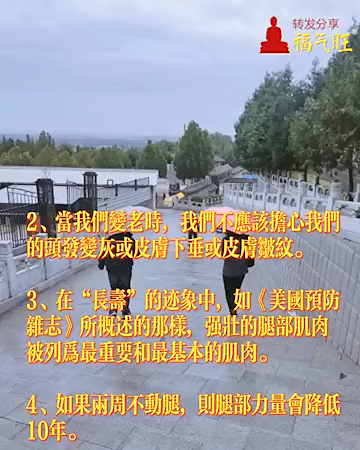 转发分享
福气旺
2、當我們變老時，我們不應該擔心我們
的頭發變灰或皮膚下垂或皮膚皺紋。
3、在“長壽”的迹象中，如《美國預防
雜志》所概述的那樣，强壯的腿部肌肉
被列爲最重要和最基本的肌肉。
4、如果兩周不動腿，則腿部力量會降低
10年。